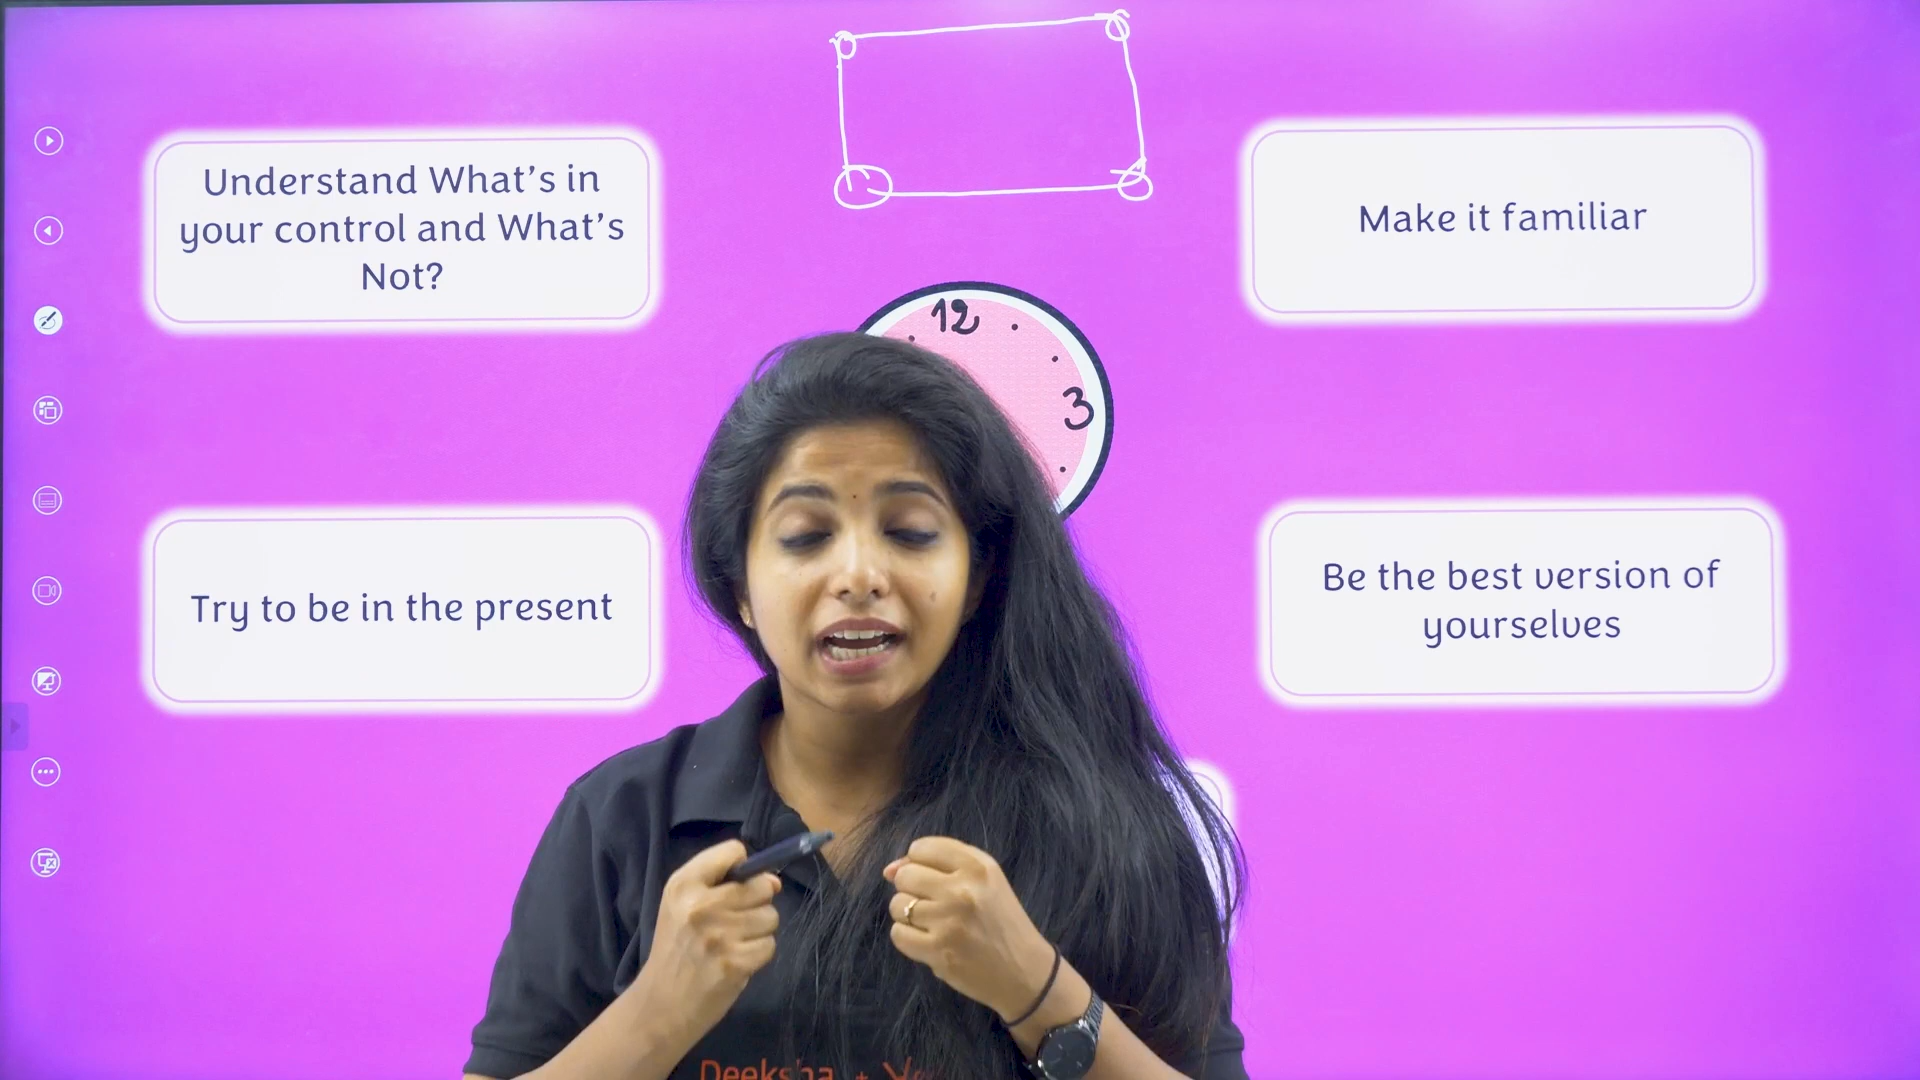 Understand What's in
your control and What's
Not?
Make it familiar
12
3
Try to be in the present
Be the best version of
yourselves
Deeksha +